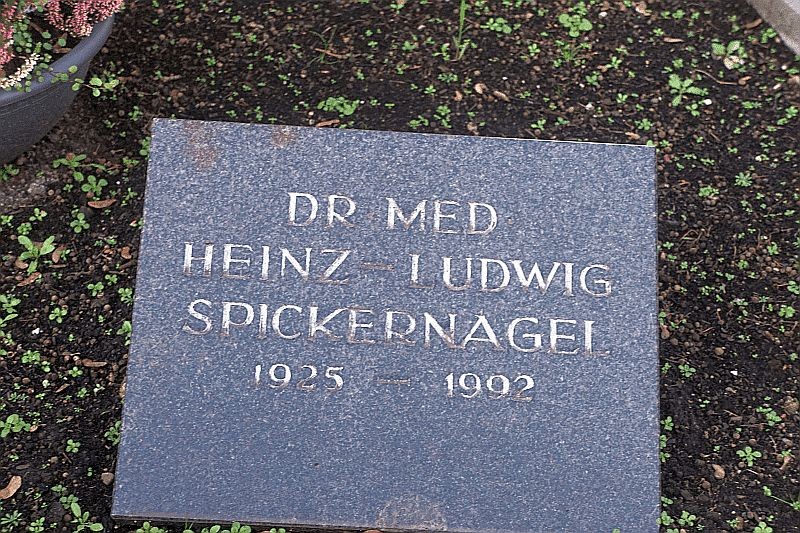 DR MED
HEINZ-LUDWIG
SPICKERNAGEL
1925 — 1992